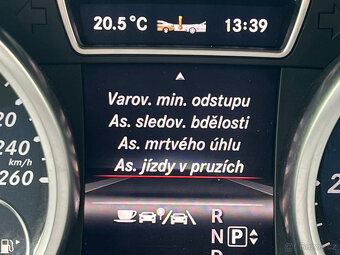 20.5°C 13:39
Varov. min. odstupu
As. sledov. bdělosti
As. mrtvého úhlu
As. jízdy v pruzích
20
240
km/h
260
R
N P
D
2